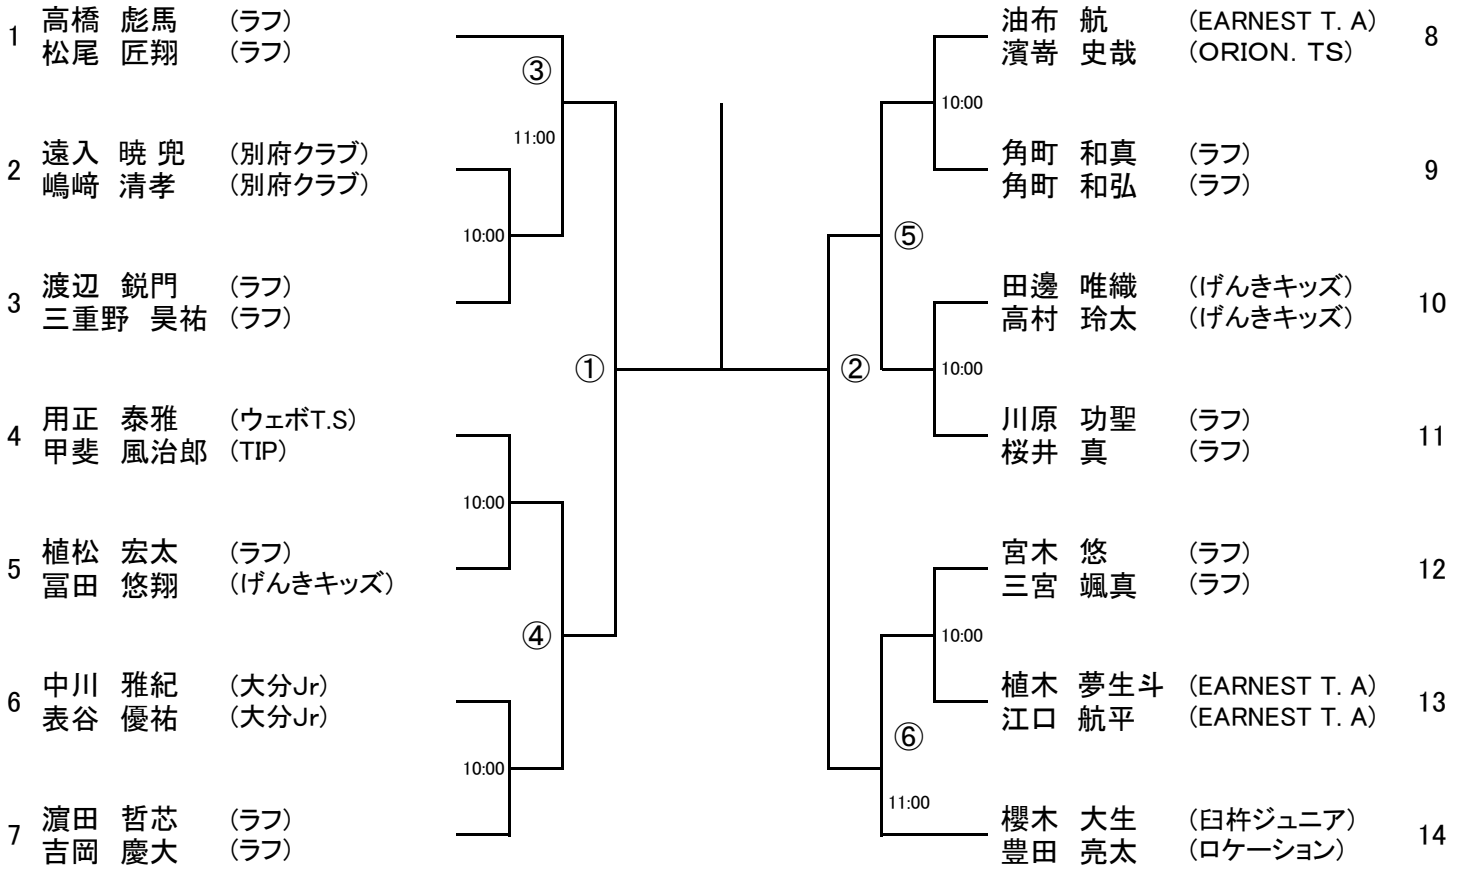 1 高橋 彪馬 (ラフ)
松尾 匠翔 (ラフ)
③
11:00
2 遠入 暁 兜 (別府クラブ)
嶋﨑 清孝 (別府クラブ)
10:00
3 渡辺 鋭門 (ラフ)
三重野 昊祐 (ラフ)
①
4 用正 泰雅 (ウェボT.S)
甲斐 風治郎 (TIP)
10:00
5 植松 宏太 (ラフ)
冨田 悠翔 (げんきキッズ)
④
6 中川 雅紀 (大分Jr)
表谷 優祐 (大分Jr)
10:00
7 濵田 哲芯 (ラフ)
吉岡 慶大 (ラフ)
油布 航 (EARNEST T. A) 8
濱嵜 史哉 (ORION. TS)
10:00
角町 和真 (ラフ) 9
角町 和弘 (ラフ)
⑤
田邊 唯織 (げんきキッズ) 10
高村 玲太 (げんきキッズ)
②
10:00
川原 功聖 (ラフ) 11
桜井 真 (ラフ)
宮木 悠 (ラフ) 12
三宮 颯真 (ラフ)
10:00
植木 夢生斗 (EARNEST T. A) 13
江口 航平 (EARNEST T. A)
⑥
11:00
櫻木 大生 (臼杵ジュニア) 14
豊田 亮太 (ロケーション)